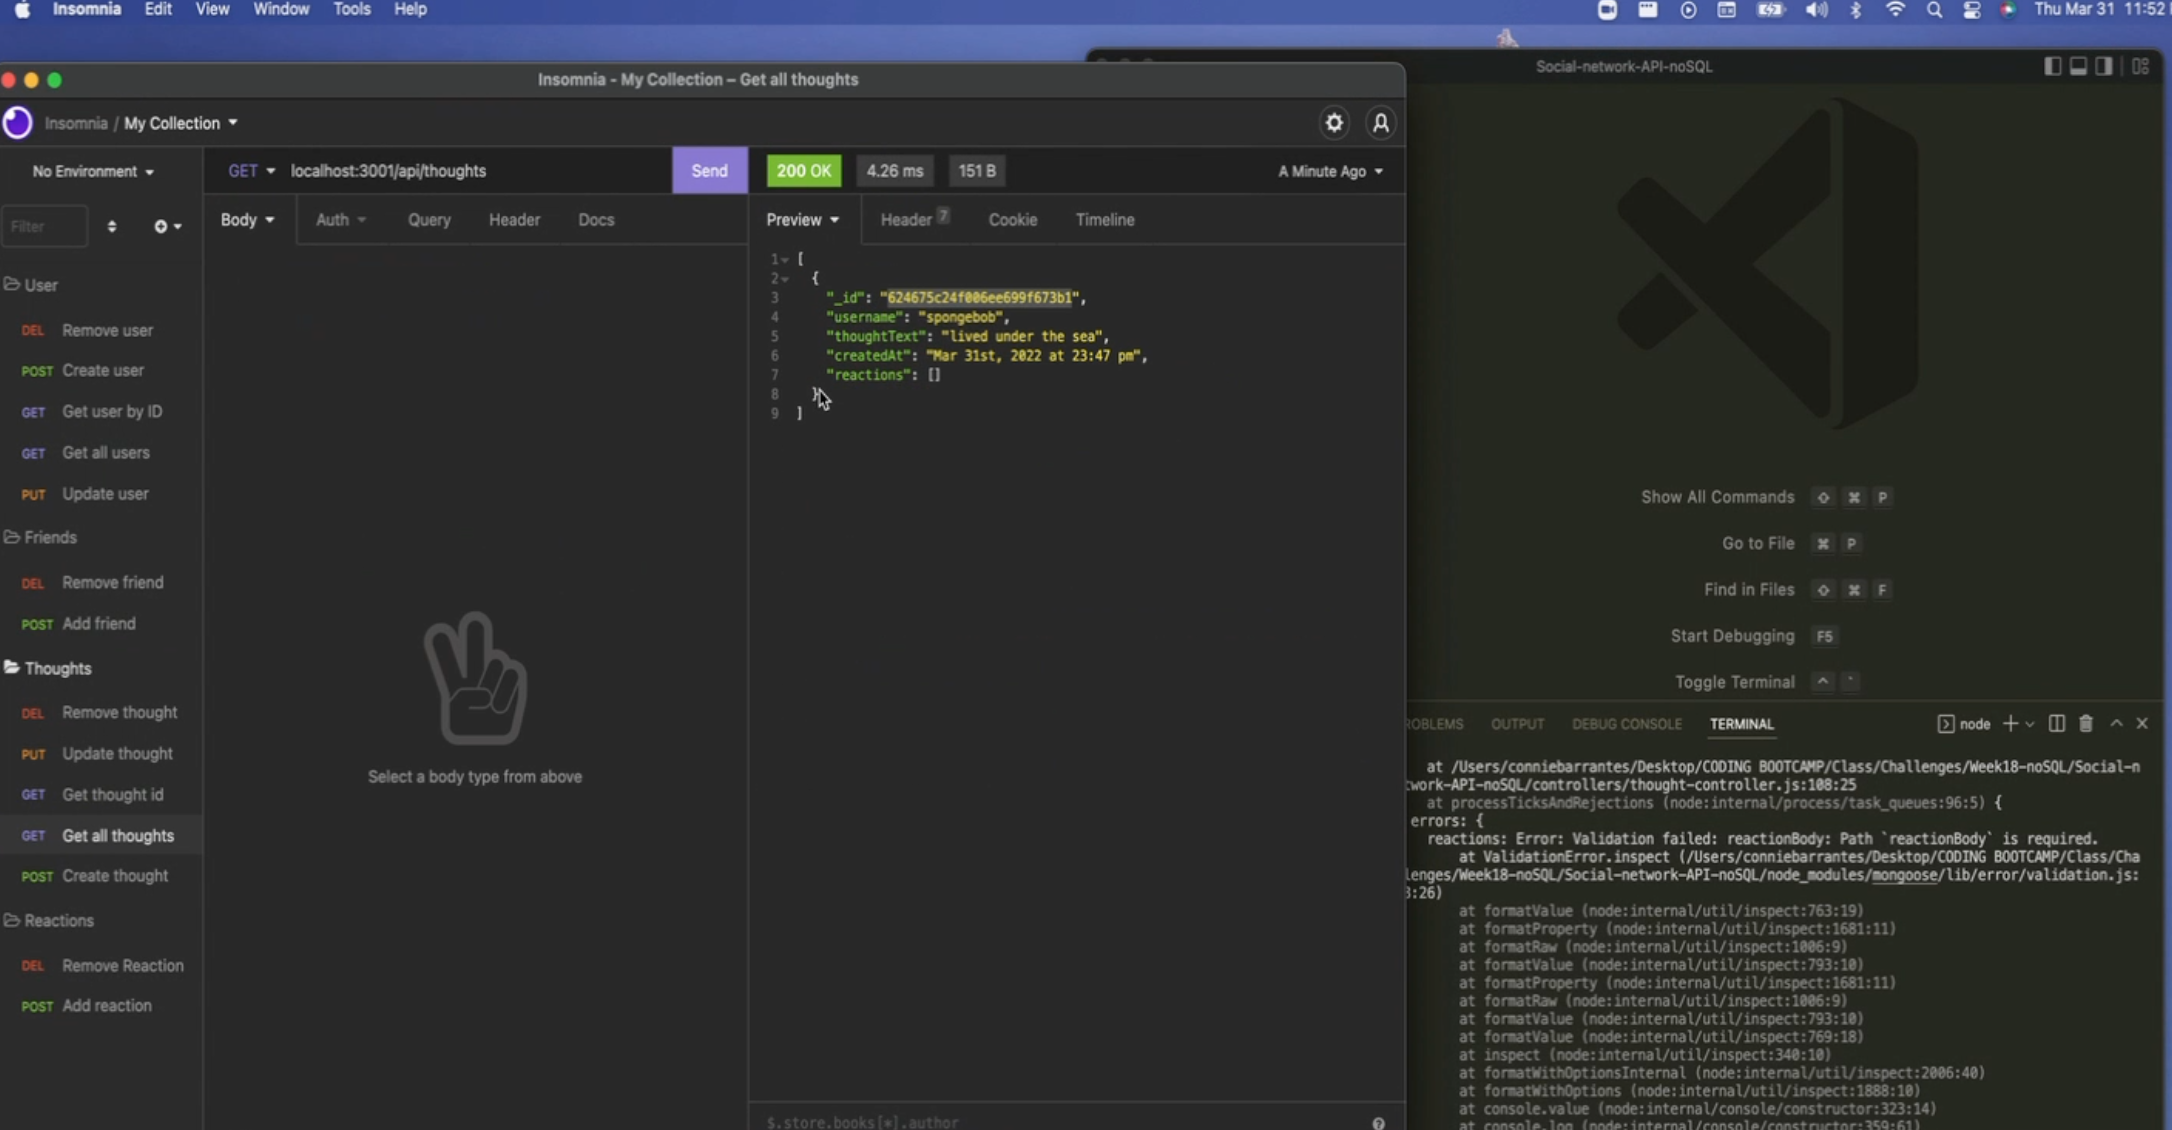 Insomnia Edit View Window Tools Help
Thu Mar 31 11:52
Social-network-API-noSQL
Insomnia - My Collection – Get all thoughts
Insomnia / My Collection
No Environment
GET localhost:3001/api/thoughts Send
200 OK 4.26 ms 151 B A Minute Ago
Filter
Body Auth Query Header Docs
Preview Header 7 Cookie Timeline
User
DEL Remove user
POST Create user
GET Get user by ID
GET Get all users
PUT Update user
Friends
DEL Remove friend
POST Add friend
Thoughts
DEL Remove thought
PUT Update thought
GET Get thought id
GET Get all thoughts
POST Create thought
Reactions
DEL Remove Reaction
POST Add reaction
Select a body type from above
1 [
2 {
3 "_id": "624675c24f006ee699f673b1",
4 "username": "spongebob",
5 "thoughtText": "lived under the sea",
6 "createdAt": "Mar 31st, 2022 at 23:47 pm",
7 "reactions": []
8 }
9 ]
$.store.books[*].author
Show All Commands ⌘ P
Go to File ⌘ P
Find in Files ⌘ F
Start Debugging F5
Toggle Terminal ^ `
ROBLEMS OUTPUT DEBUG CONSOLE TERMINAL
node
at /Users/conniebarrantes/Desktop/CODING BOOTCAMP/Class/Challenges/Week18-noSQL/Social-n
twork-API-noSQL/controllers/thought-controller.js:108:25
at processTicksAndRejections (node:internal/process/task_queues:96:5) {
errors: {
reactions: Error: Validation failed: reactionBody: Path `reactionBody` is required.
at ValidationError.inspect (/Users/conniebarrantes/Desktop/CODING BOOTCAMP/Class/Cha
lenges/Week18-noSQL/Social-network-API-noSQL/node_modules/mongoose/lib/error/validation.js:
8:26)
at formatValue (node:internal/util/inspect:763:19)
at formatProperty (node:internal/util/inspect:1681:11)
at formatRaw (node:internal/util/inspect:1006:9)
at formatValue (node:internal/util/inspect:793:10)
at formatProperty (node:internal/util/inspect:1681:11)
at formatRaw (node:internal/util/inspect:1006:9)
at formatValue (node:internal/util/inspect:793:10)
at formatValue (node:internal/util/inspect:769:18)
at inspect (node:internal/util/inspect:340:10)
at formatWithOptionsInternal (node:internal/util/inspect:2006:40)
at formatWithOptions (node:internal/util/inspect:1888:10)
at console.value (node:internal/console/constructor:323:14)
at console.log (node:internal/console/constructor:359:61)